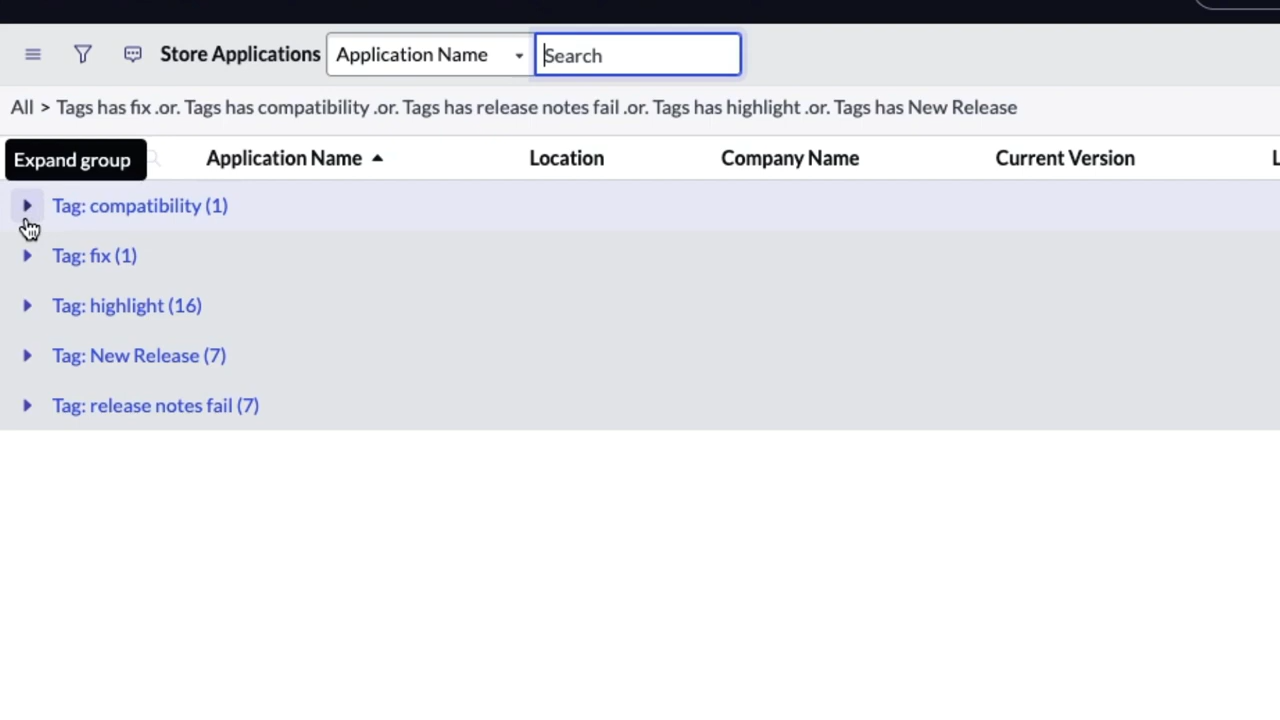 Store Applications Application Name Search
All > Tags has fix .or. Tags has compatibility .or. Tags has release notes fail .or. Tags has highlight .or. Tags has New Release
Expand group Application Name Location Company Name Current Version L
Tag: compatibility (1)
Tag: fix (1)
Tag: highlight (16)
Tag: New Release (7)
Tag: release notes fail (7)